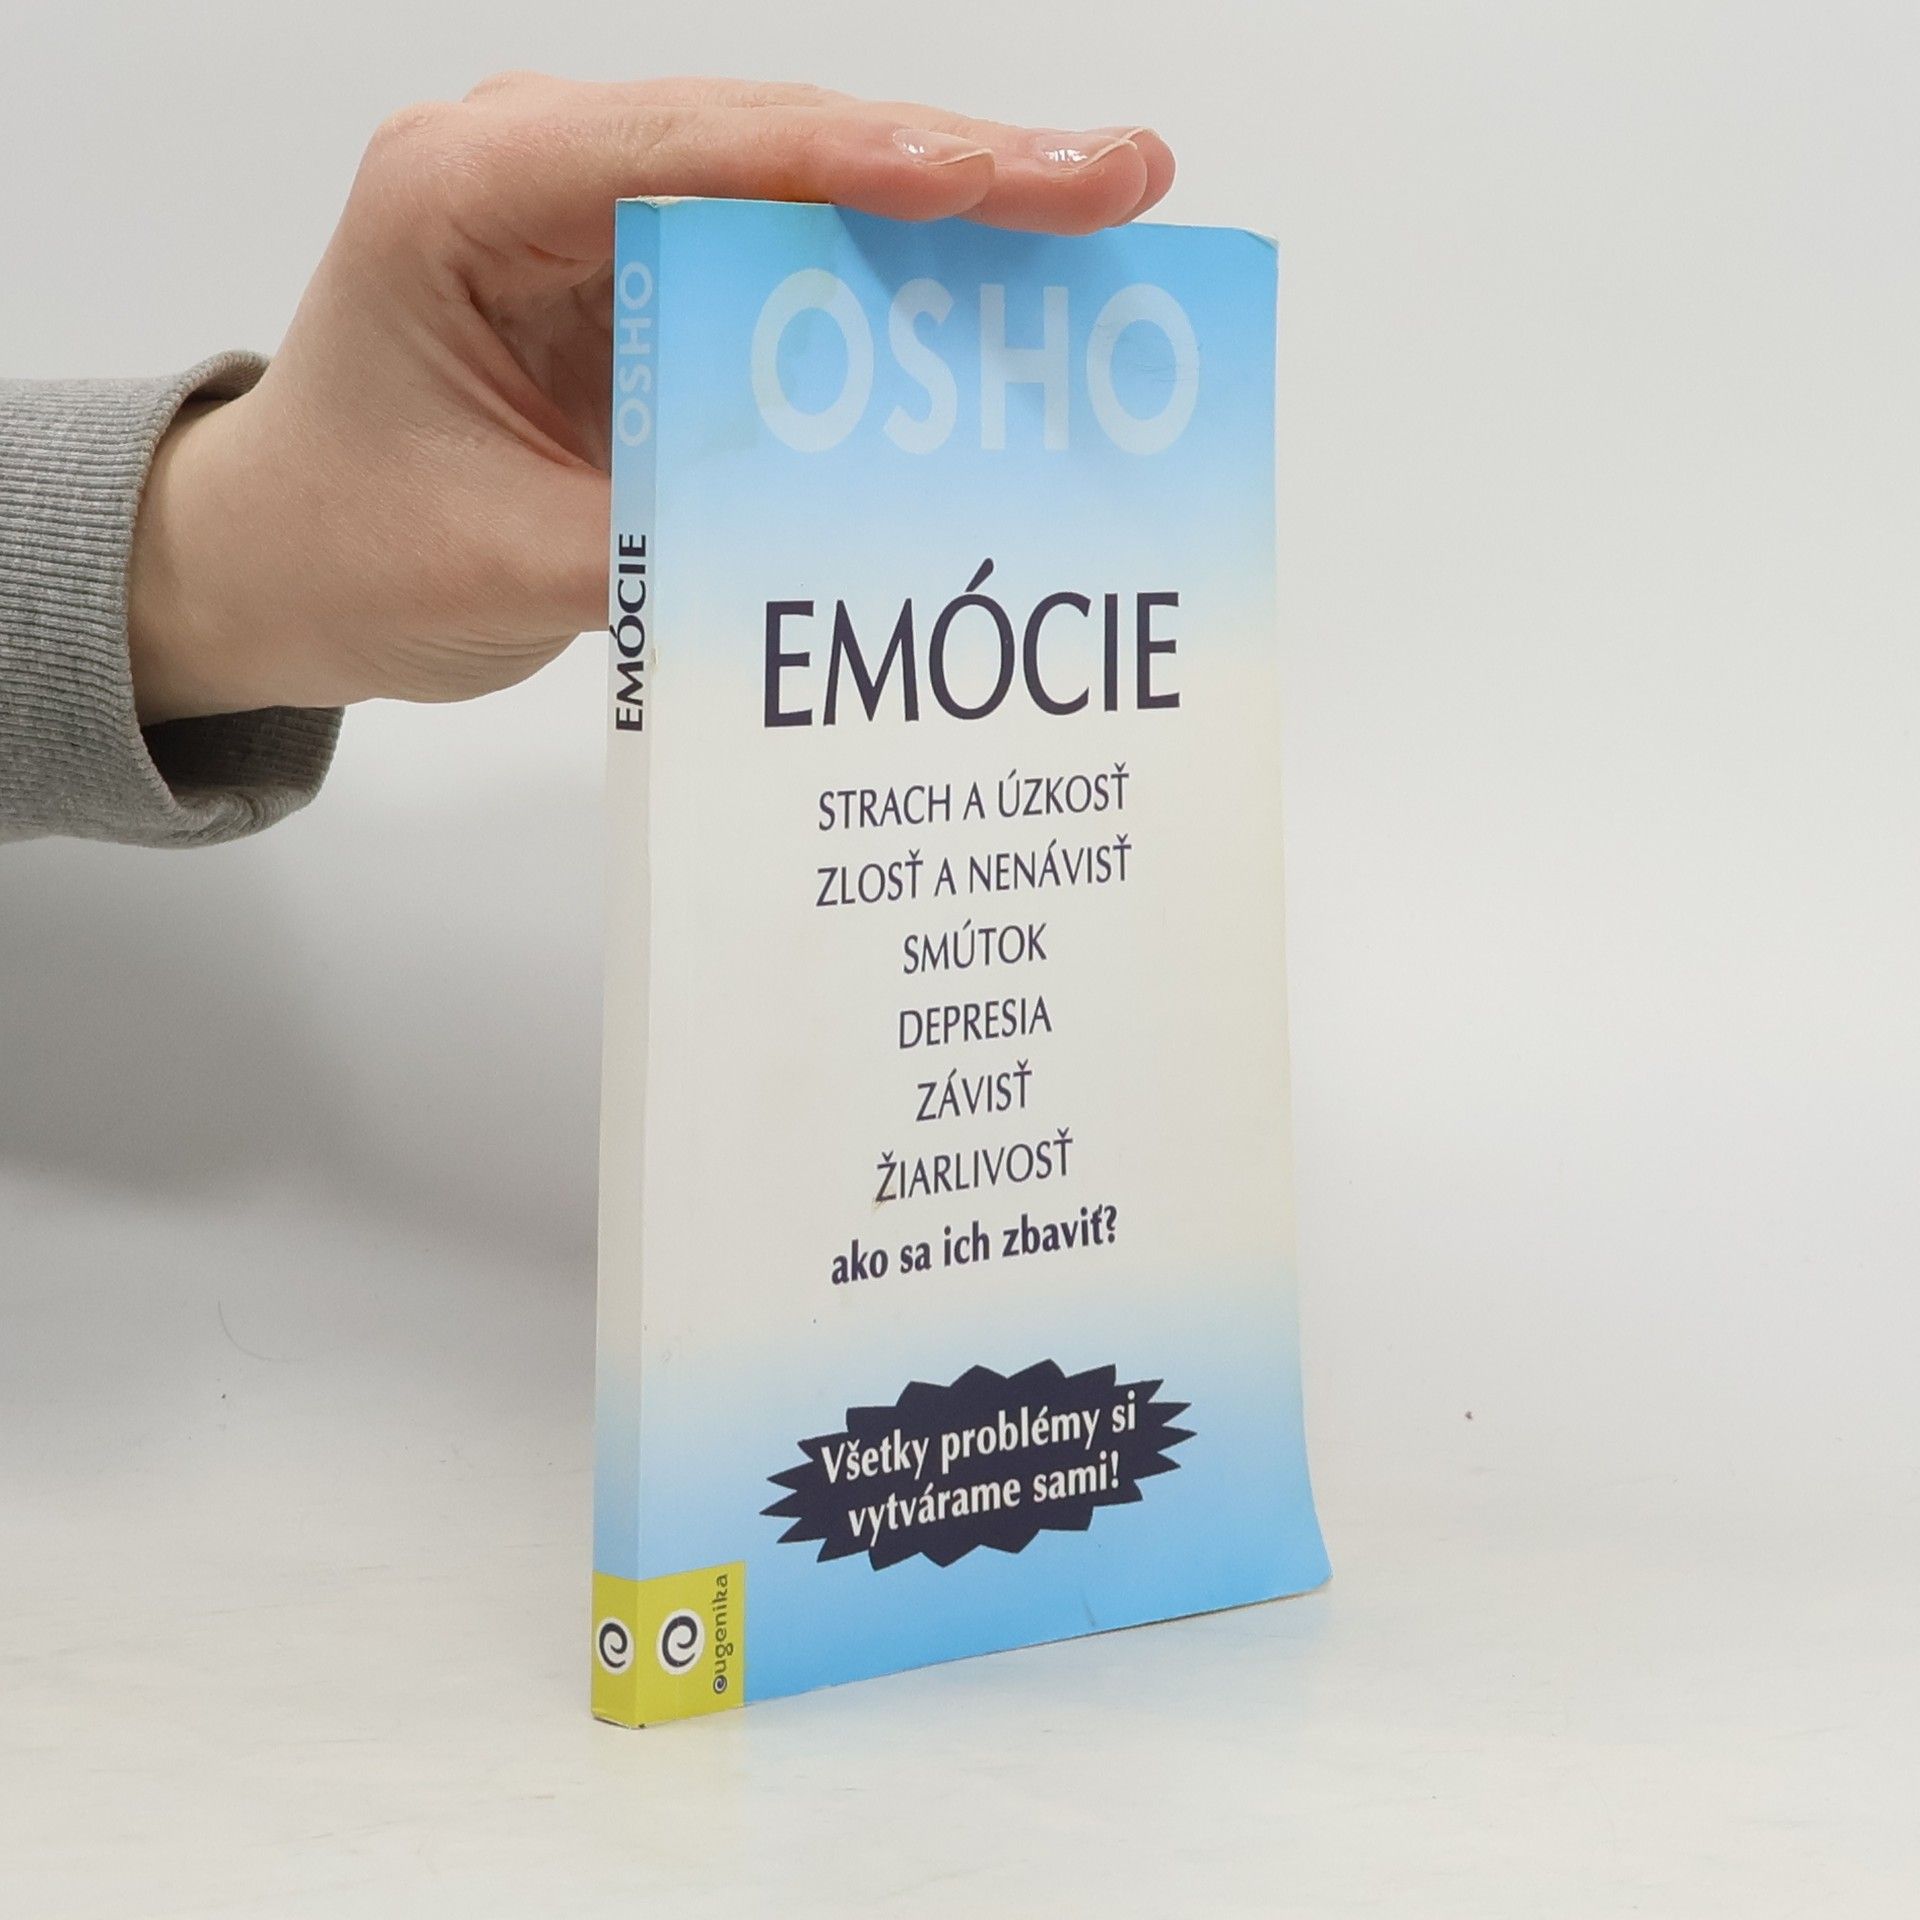 OSHO
EMÓCIE
STRACH A ÚZKOSŤ
ZLOSŤ A NENÁVISŤ
SMÚTOK
DEPRESIA
ZÁVISŤ
ŽIARLIVOSŤ
ako sa ich zbaviť?
Všetky problémy si
vytvárame sami!
eugenika
OSHO
EMÓCIE